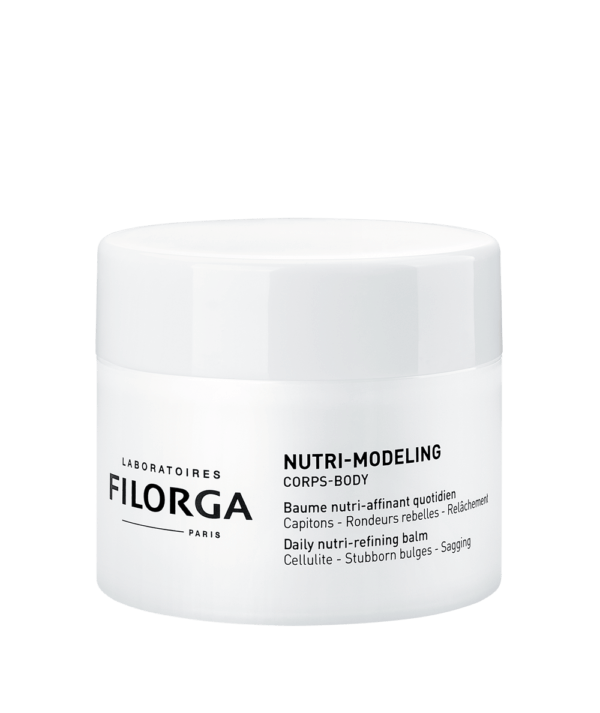 LABORATOIRES
FILORGA
PARIS
NUTRI-MODELING
CORPS-BODY
Baume nutri-affinant quotidien
Capitons - Rondeurs rebelles - Relâchement
Daily nutri-refining balm
Cellulite - Stubborn bulges - Sagging